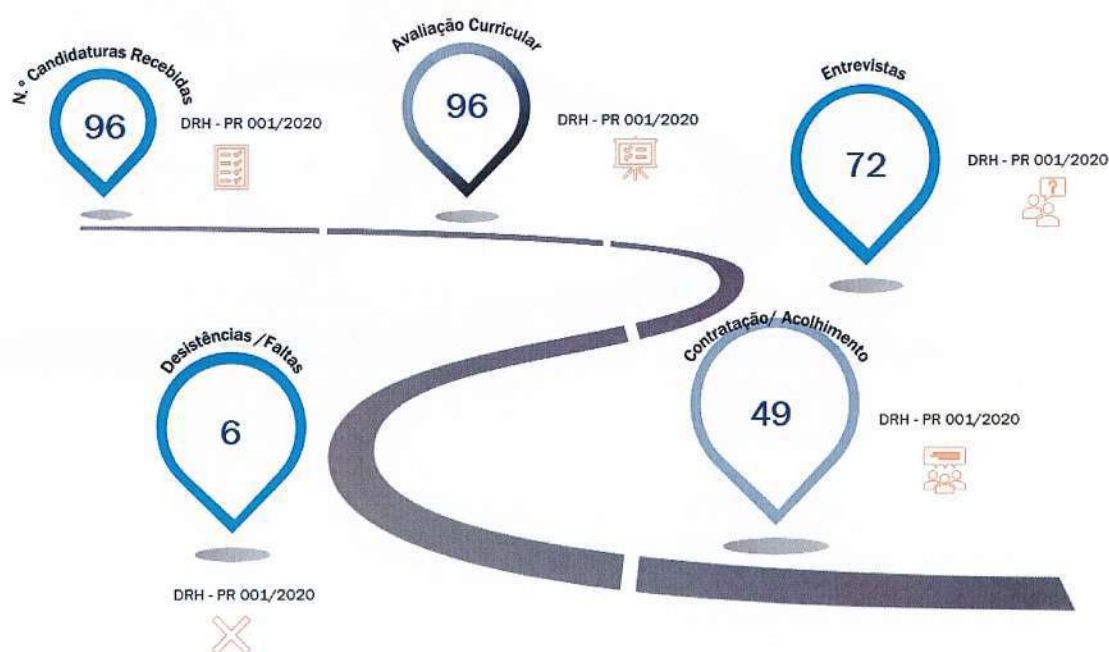 N.º Candidaturas Recebidas
96
DRH - PR 001/2020
Avaliação Curricular
96
DRH - PR 001/2020
Entrevistas
72
DRH - PR 001/2020
?
Desistências /Faltas
6
DRH - PR 001/2020
Contratação/ Acolhimento
49
DRH - PR 001/2020